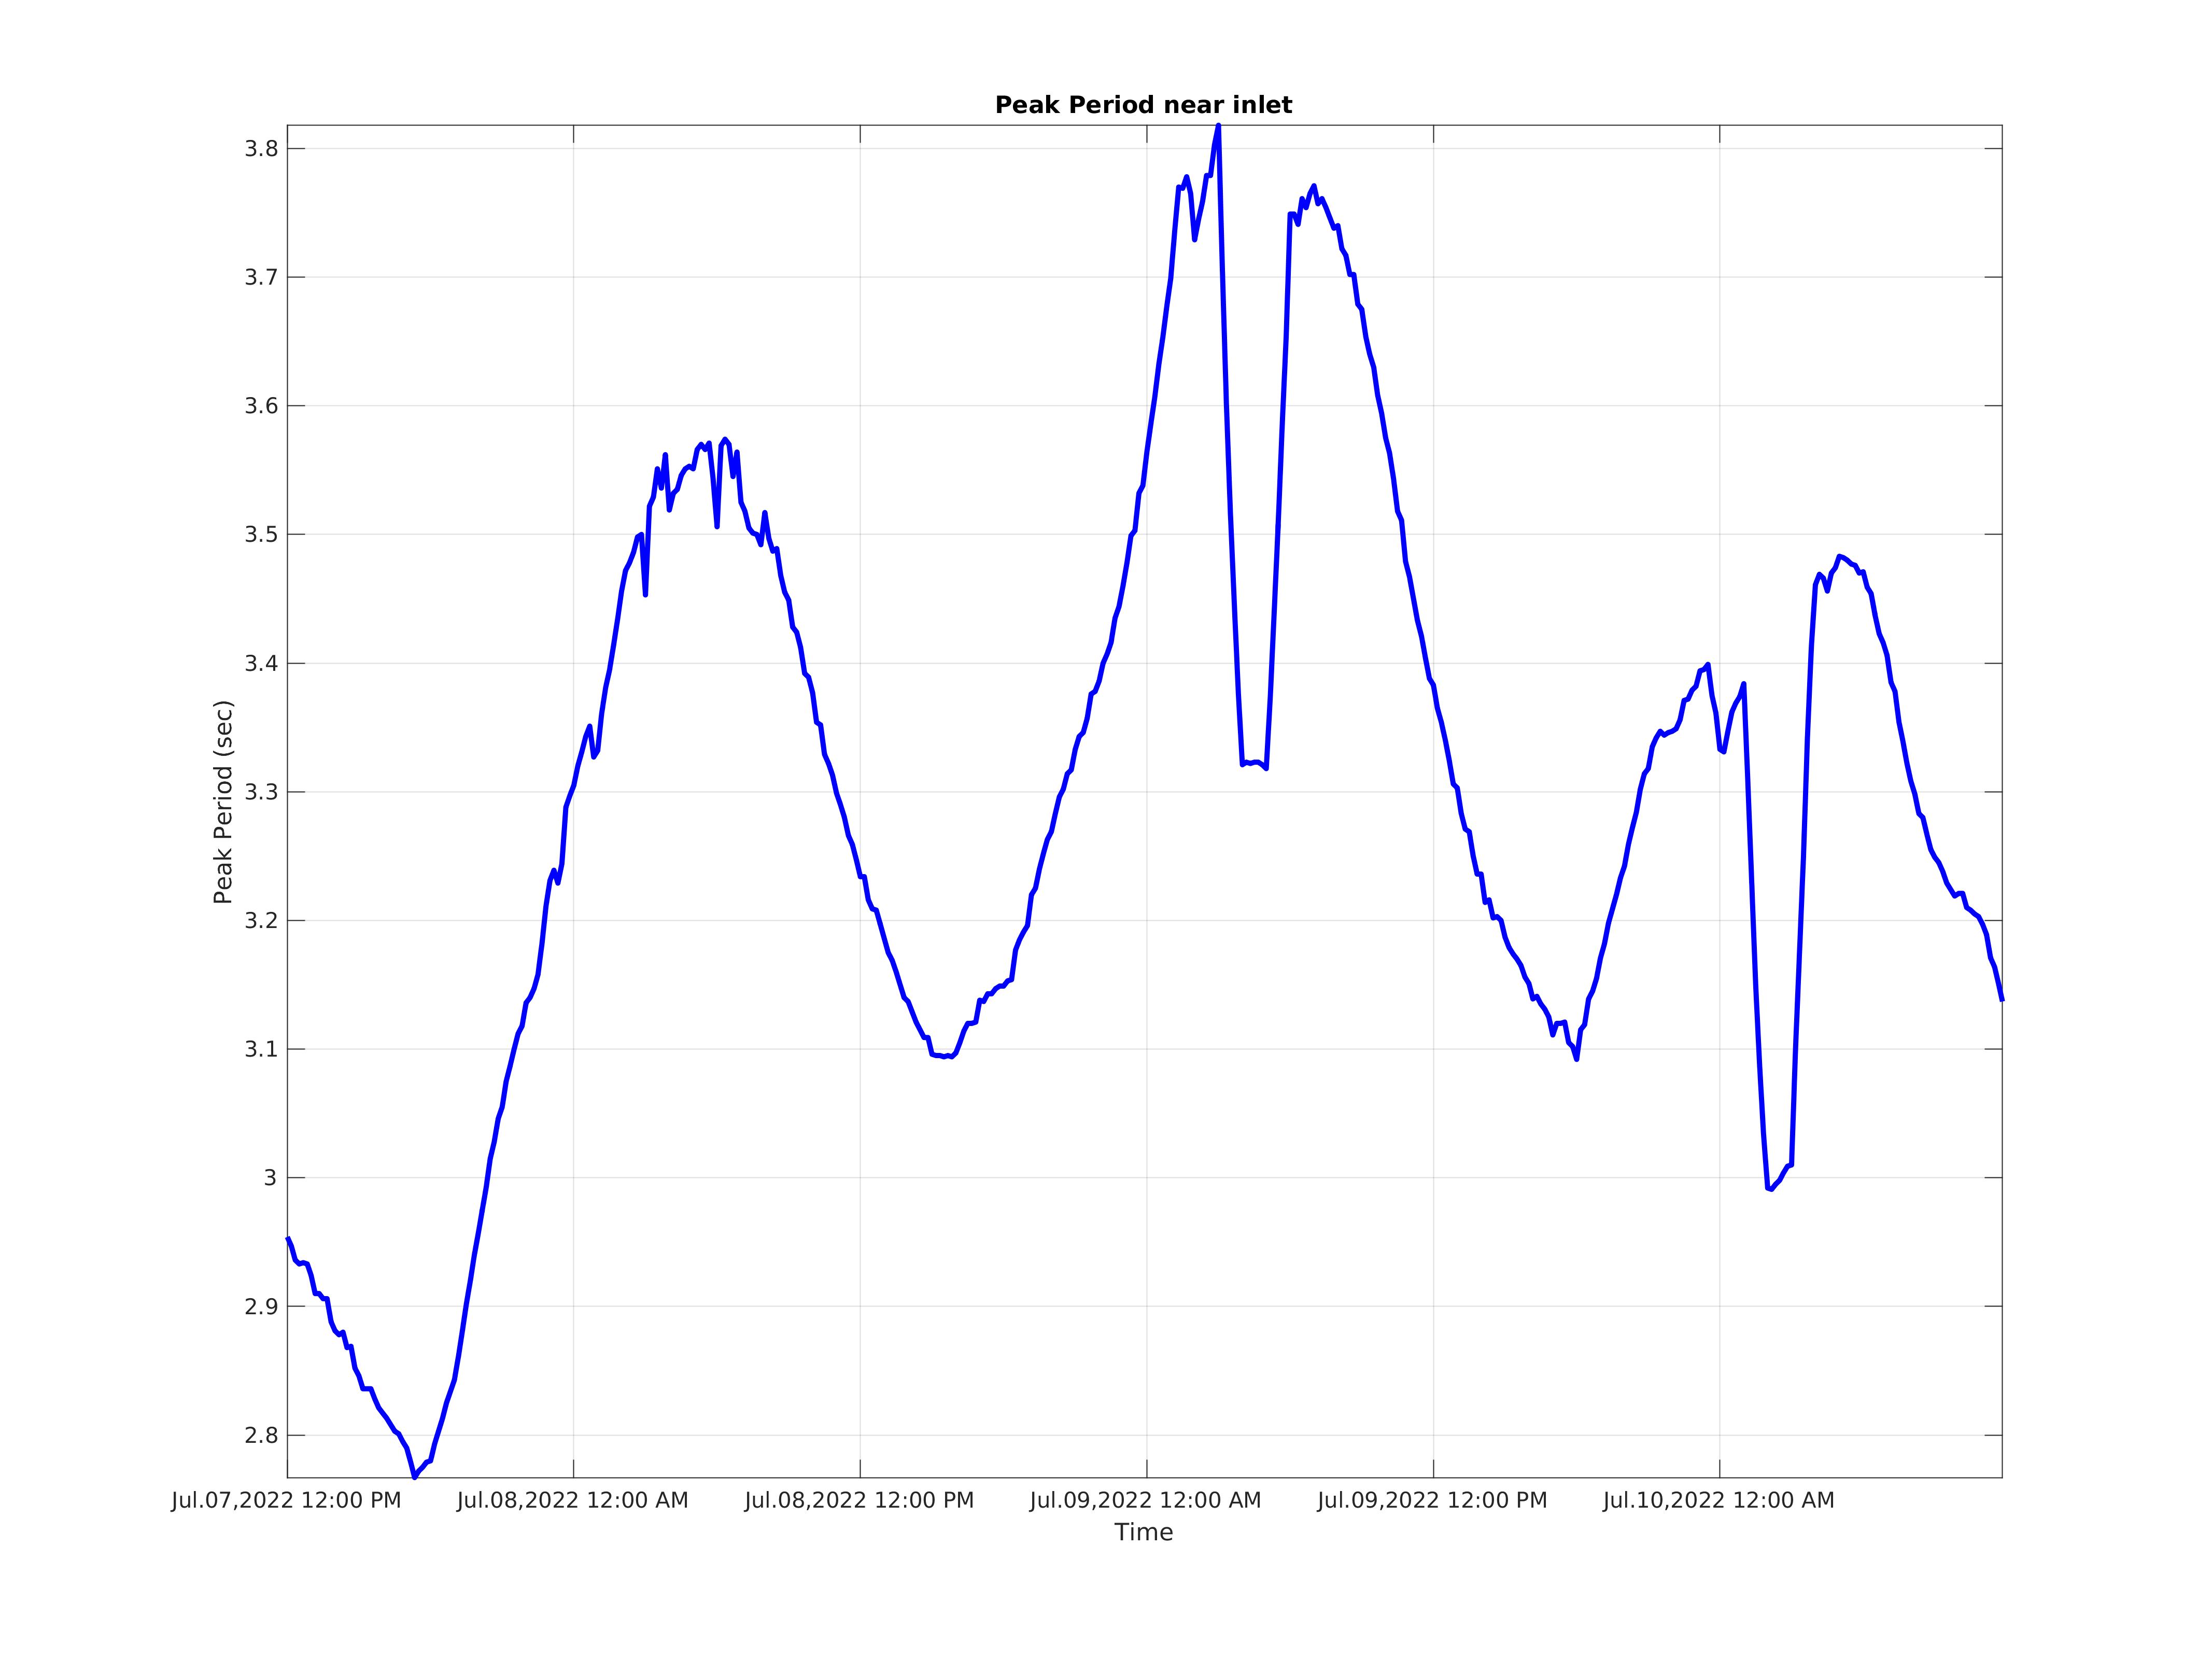 Peak Period near inlet
3.8
3.7
3.6
3.5
3.4
3.3
3.2
3.1
3
2.9
2.8
Peak Period (sec)
Jul.07,2022 12:00 PM Jul.08,2022 12:00 AM Jul.08,2022 12:00 PM Jul.09,2022 12:00 AM Jul.09,2022 12:00 PM Jul.10,2022 12:00 AM
Time